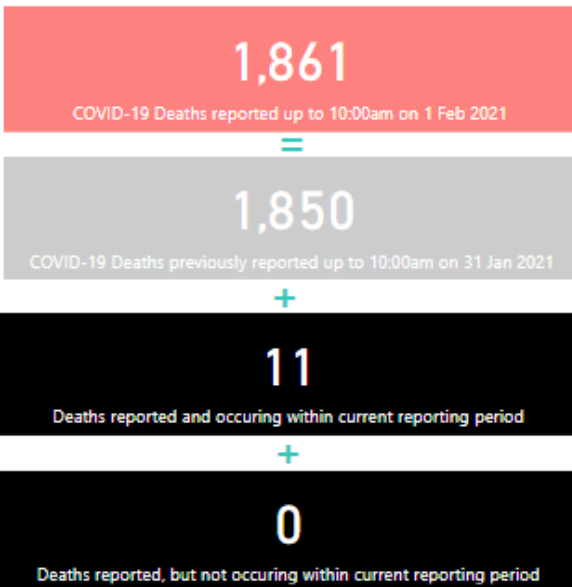 1,861
COVID-19 Deaths reported up to 10:00am on 1 Feb 2021
=
1,850
COVID-19 Deaths previously reported up to 10:00am on 31 Jan 2021
+
11
Deaths reported and occuring within current reporting period
+
0
Deaths reported, but not occuring within current reporting period